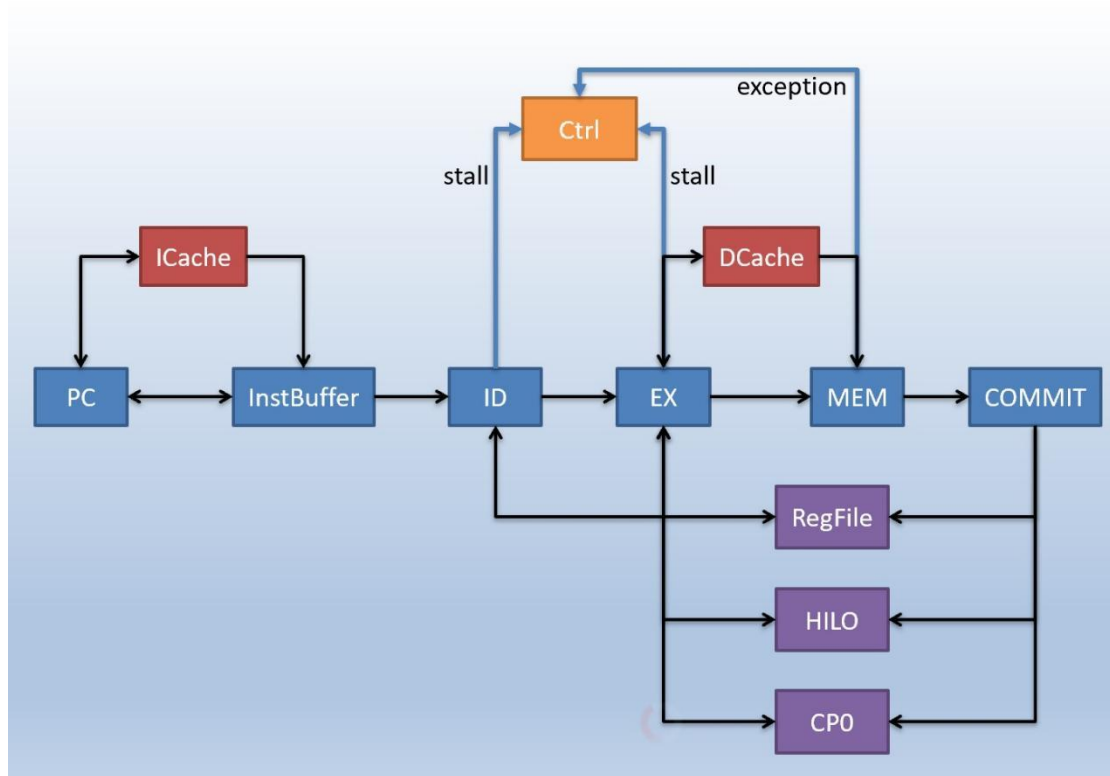 exception
Ctrl
stall
stall
ICache
DCache
PC
InstBuffer
ID
EX
MEM
COMMIT
RegFile
HILO
CP0